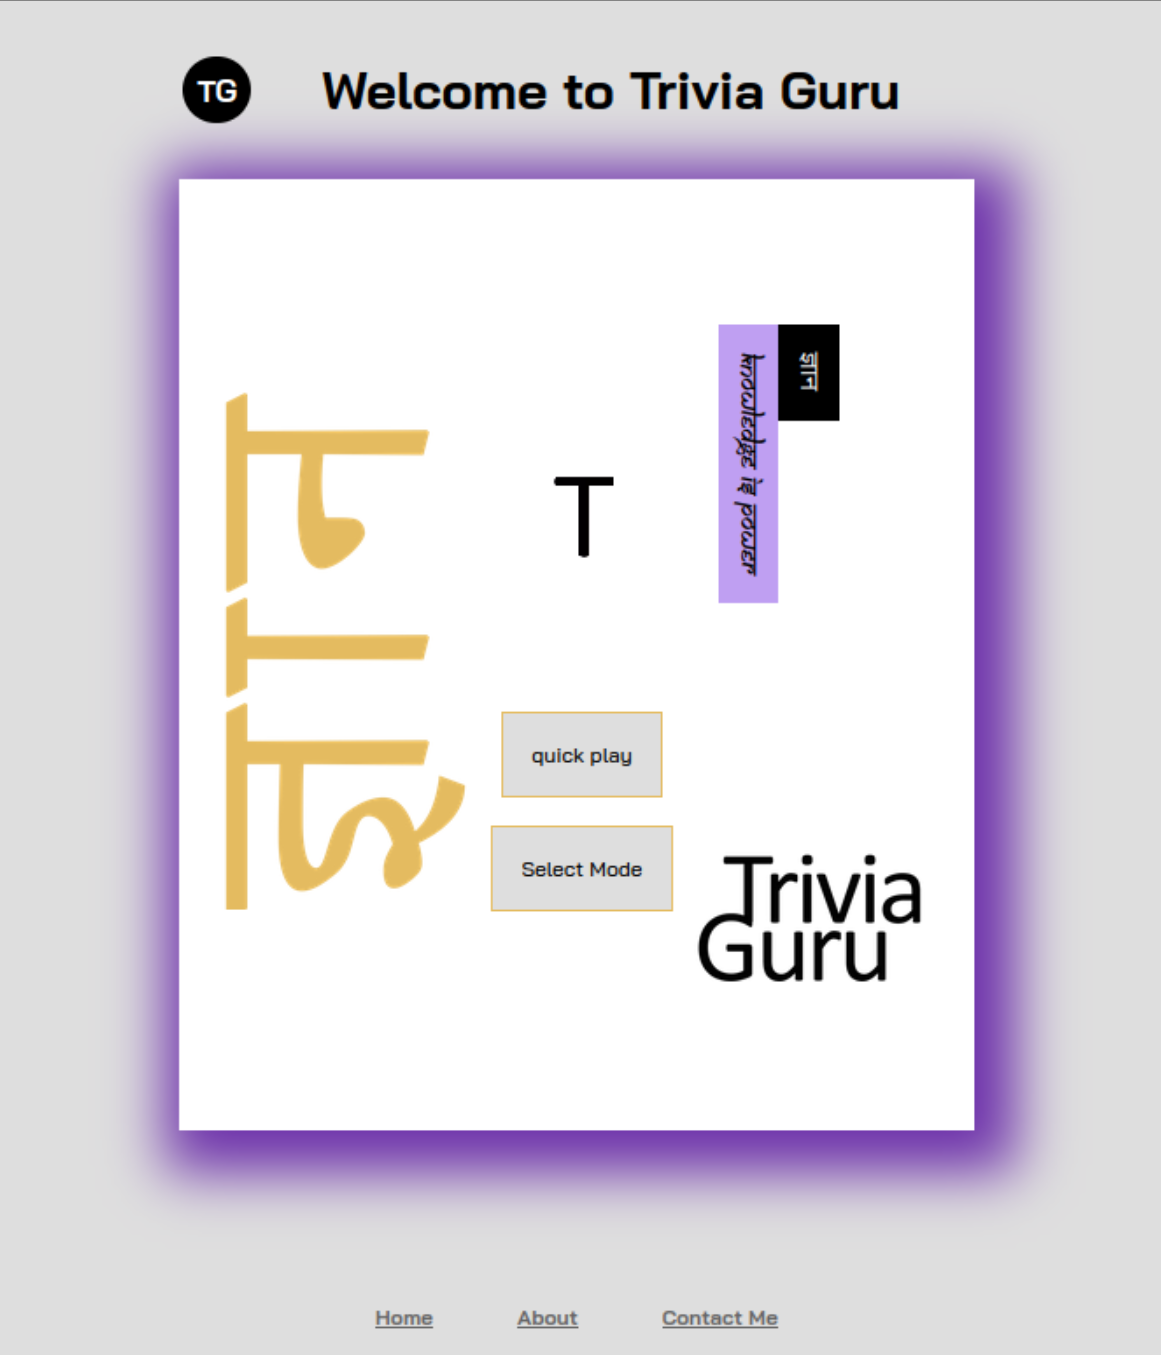 TG
Welcome to Trivia Guru
ज्ञान
T
knowledge is power
ज्ञान
quick play
Select Mode
Trivia
Guru
Home About Contact Me